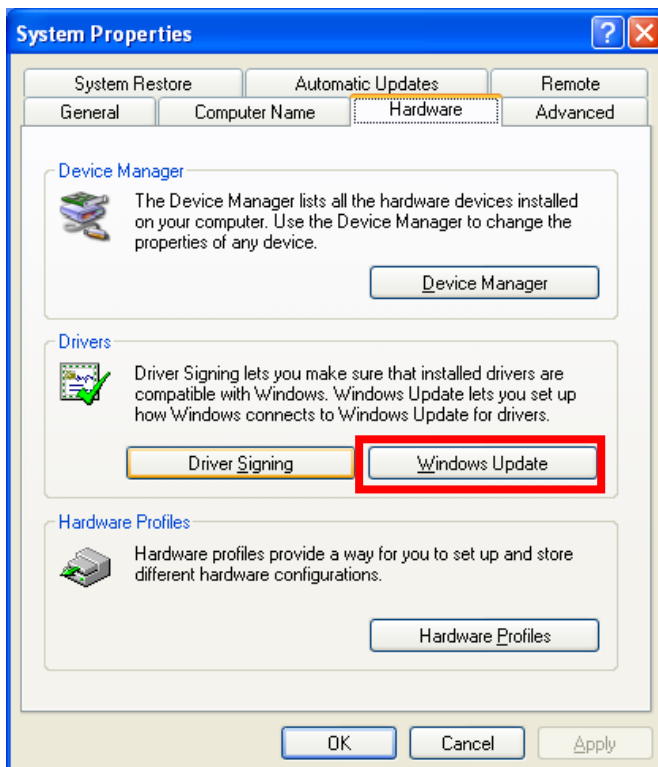 System Properties
System Restore
Automatic Updates
Remote
General
Computer Name
Hardware
Advanced
Device Manager
The Device Manager lists all the hardware devices installed
on your computer. Use the Device Manager to change the
properties of any device.
Device Manager
Drivers
Driver Signing lets you make sure that installed drivers are
compatible with Windows. Windows Update lets you set up
how Windows connects to Windows Update for drivers.
Driver Signing
Windows Update
Hardware Profiles
Hardware profiles provide a way for you to set up and store
different hardware configurations.
Hardware Profiles
OK
Cancel
Apply